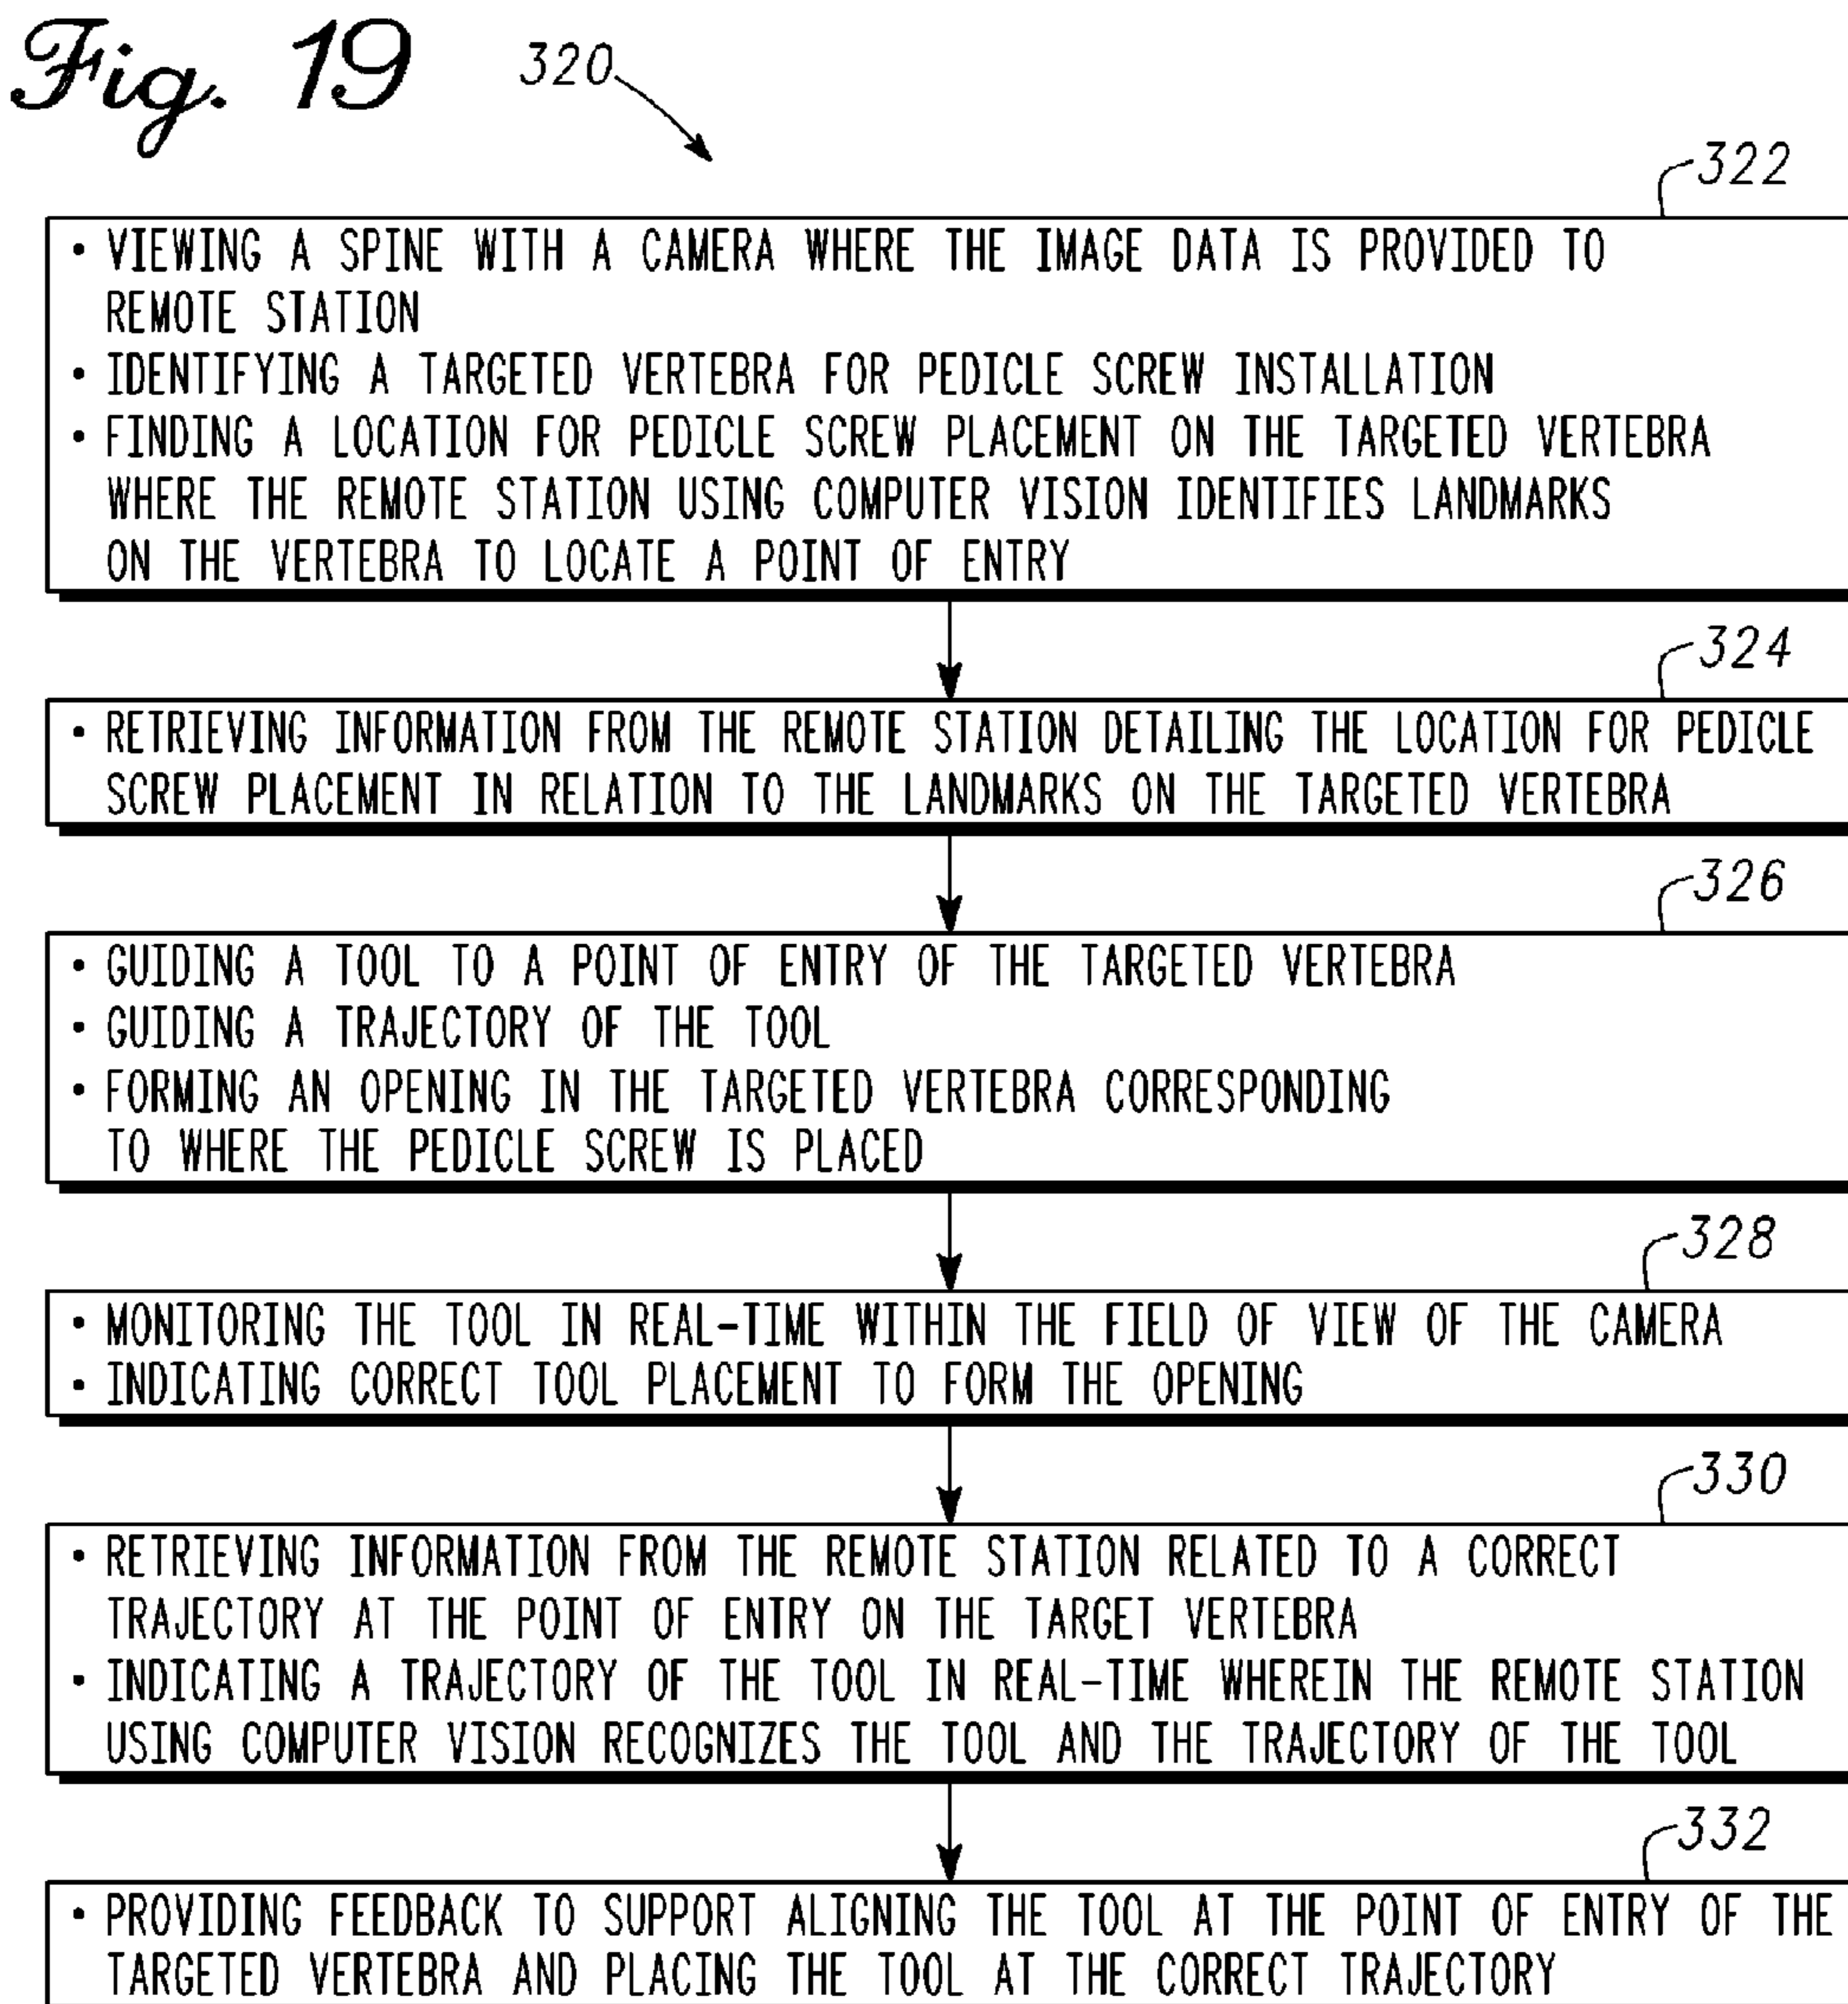 Fig. 19
320
322
• VIEWING A SPINE WITH A CAMERA WHERE THE IMAGE DATA IS PROVIDED TO
REMOTE STATION
• IDENTIFYING A TARGETED VERTEBRA FOR PEDICLE SCREW INSTALLATION
• FINDING A LOCATION FOR PEDICLE SCREW PLACEMENT ON THE TARGETED VERTEBRA
WHERE THE REMOTE STATION USING COMPUTER VISION IDENTIFIES LANDMARKS
ON THE VERTEBRA TO LOCATE A POINT OF ENTRY
324
• RETRIEVING INFORMATION FROM THE REMOTE STATION DETAILING THE LOCATION FOR PEDICLE
SCREW PLACEMENT IN RELATION TO THE LANDMARKS ON THE TARGETED VERTEBRA
326
• GUIDING A TOOL TO A POINT OF ENTRY OF THE TARGETED VERTEBRA
• GUIDING A TRAJECTORY OF THE TOOL
• FORMING AN OPENING IN THE TARGETED VERTEBRA CORRESPONDING
TO WHERE THE PEDICLE SCREW IS PLACED
328
• MONITORING THE TOOL IN REAL-TIME WITHIN THE FIELD OF VIEW OF THE CAMERA
• INDICATING CORRECT TOOL PLACEMENT TO FORM THE OPENING
330
• RETRIEVING INFORMATION FROM THE REMOTE STATION RELATED TO A CORRECT
TRAJECTORY AT THE POINT OF ENTRY ON THE TARGET VERTEBRA
• INDICATING A TRAJECTORY OF THE TOOL IN REAL-TIME WHEREIN THE REMOTE STATION
USING COMPUTER VISION RECOGNIZES THE TOOL AND THE TRAJECTORY OF THE TOOL
332
• PROVIDING FEEDBACK TO SUPPORT ALIGNING THE TOOL AT THE POINT OF ENTRY OF THE
TARGETED VERTEBRA AND PLACING THE TOOL AT THE CORRECT TRAJECTORY